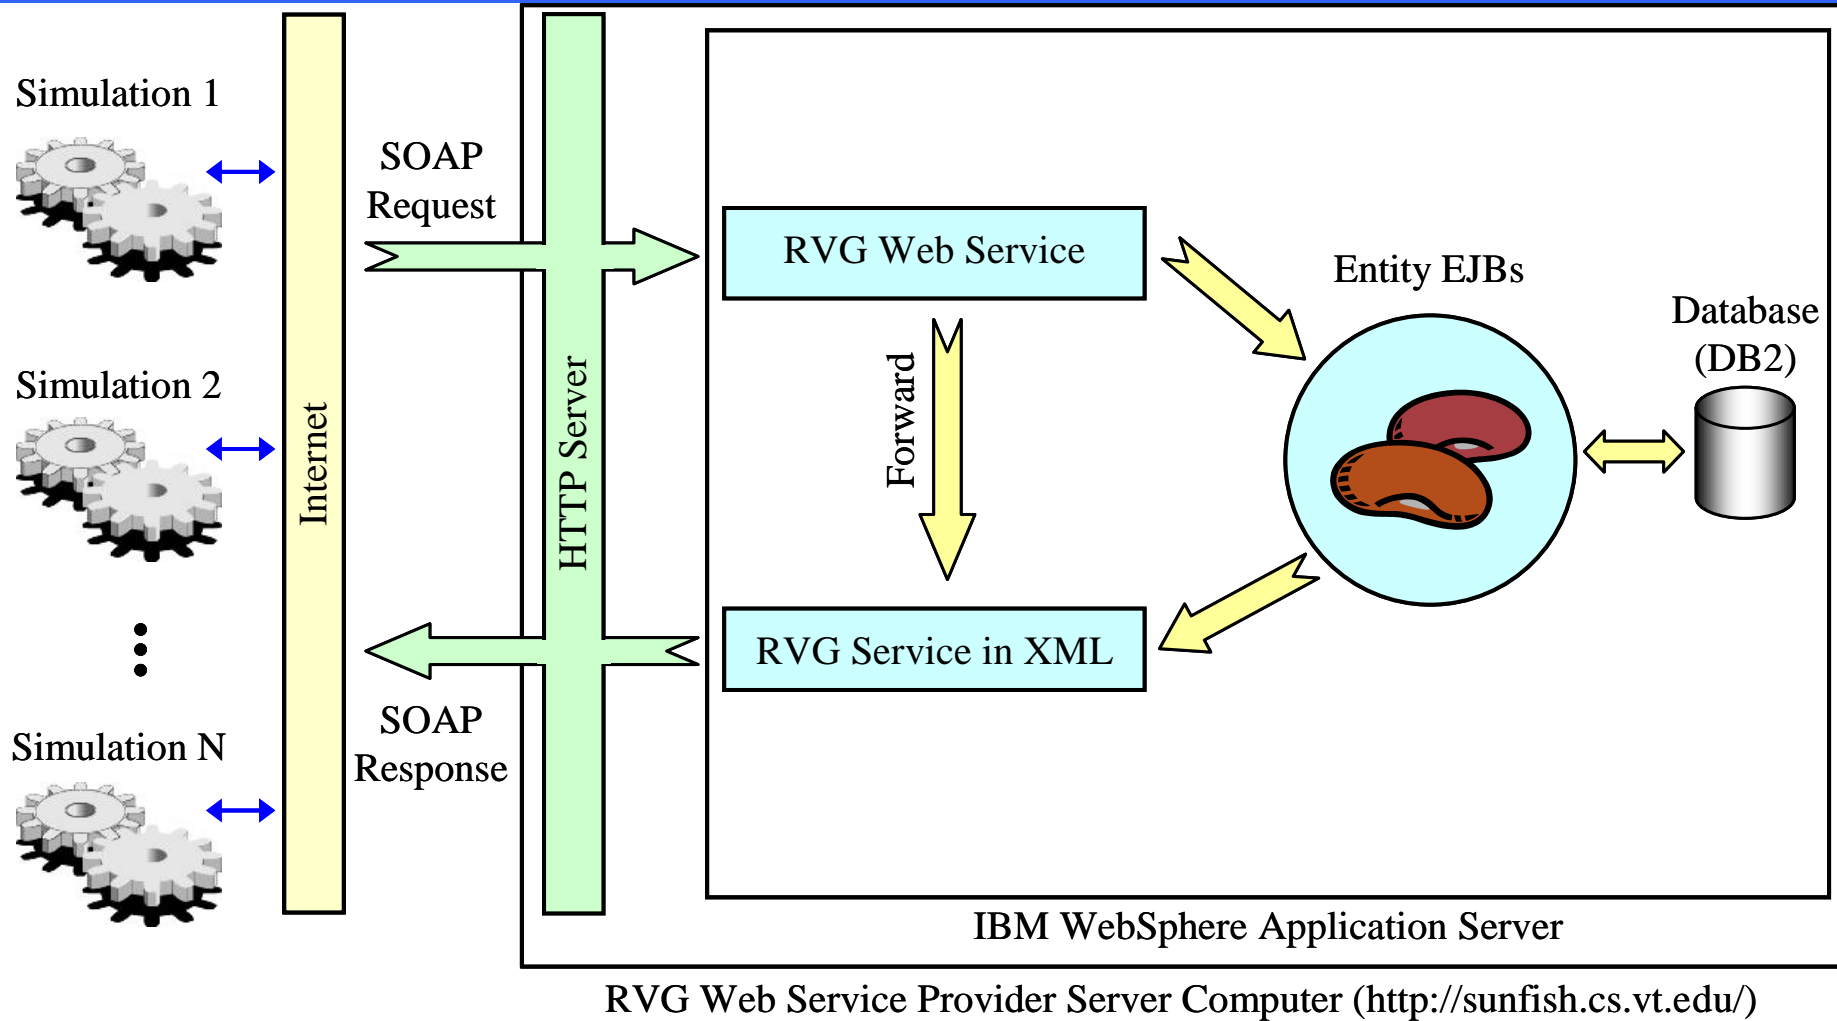 Simulation 1
Simulation 2
Simulation N
Internet
SOAP
Request
SOAP
Response
HTTP Server
RVG Web Service
Forward
RVG Service in XML
Entity EJBs
Database
(DB2)
IBM WebSphere Application Server
RVG Web Service Provider Server Computer (http://sunfish.cs.vt.edu/)